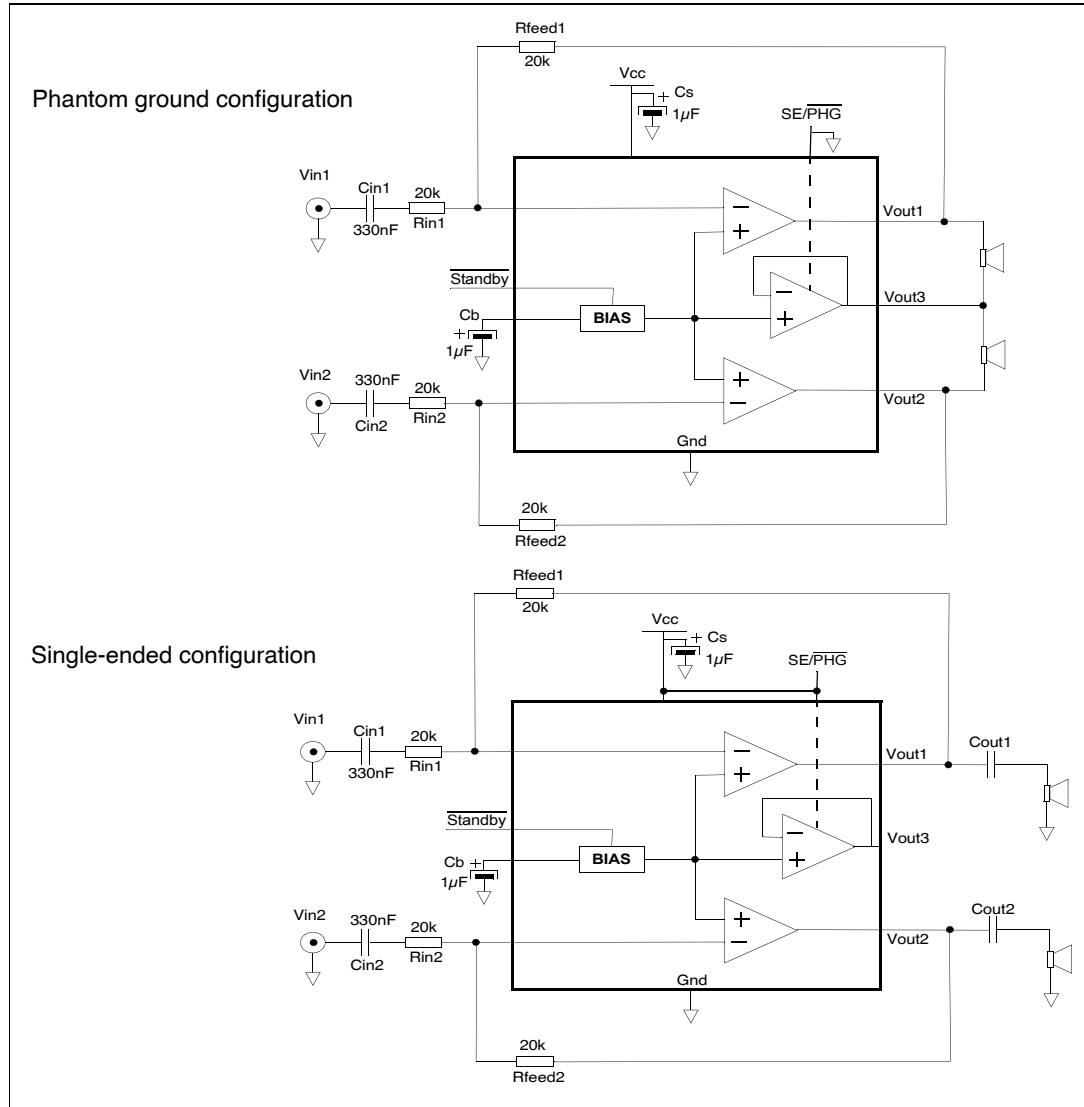 Phantom ground configuration
Rfeed1
20k
Vcc
+
Cs
1µF
SE/PHG
Vin1
Cin1
330nF
20k
Rin1
−
+
Vout1
Standby
Cb
+
1µF
BIAS
−
+
Vout3
Vin2
330nF
Cin2
20k
Rin2
+
−
Vout2
Gnd
20k
Rfeed2
Single-ended configuration
Rfeed1
20k
Vcc
+
Cs
1µF
SE/PHG
Vin1
Cin1
330nF
20k
Rin1
−
+
Vout1
Cout1
Standby
Cb
+
1µF
BIAS
−
+
Vout3
Vin2
330nF
Cin2
20k
Rin2
+
−
Vout2
Cout2
Gnd
20k
Rfeed2